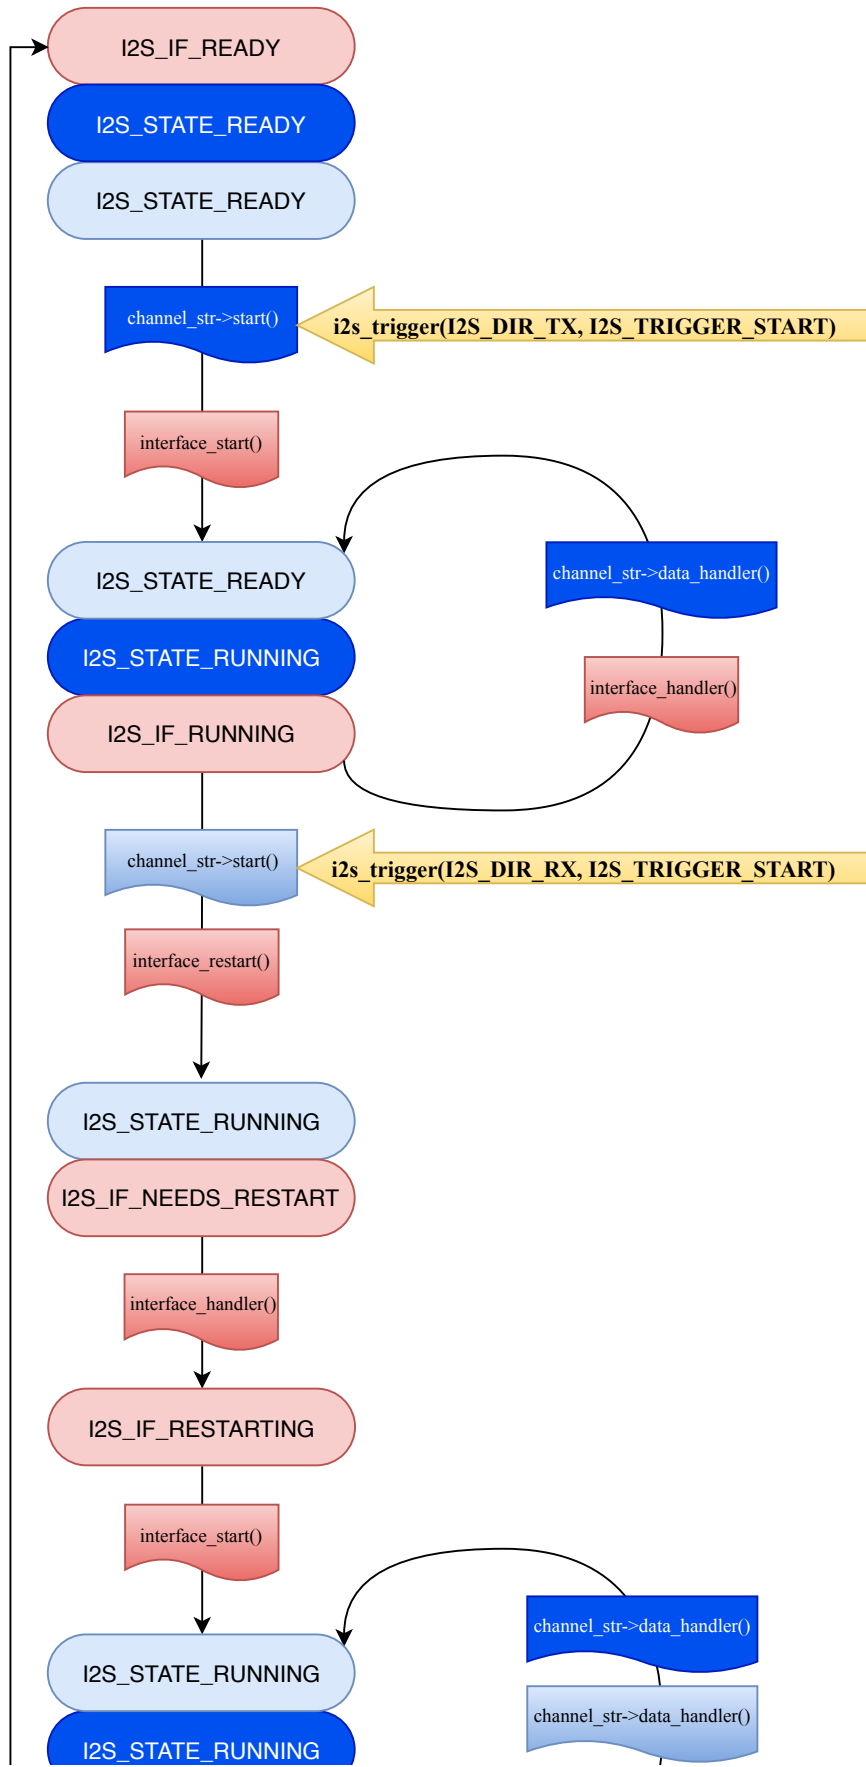 I2S_IF_READY
I2S_STATE_READY
I2S_STATE_READY
channel_str->start()
i2s_trigger(I2S_DIR_TX, I2S_TRIGGER_START)
interface_start()
I2S_STATE_READY
channel_str->data_handler()
I2S_STATE_RUNNING
interface_handler()
I2S_IF_RUNNING
channel_str->start()
i2s_trigger(I2S_DIR_RX, I2S_TRIGGER_START)
interface_restart()
I2S_STATE_RUNNING
I2S_IF_NEEDS_RESTART
interface_handler()
I2S_IF_RESTARTING
interface_start()
channel_str->data_handler()
I2S_STATE_RUNNING
channel_str->data_handler()
I2S_STATE_RUNNING